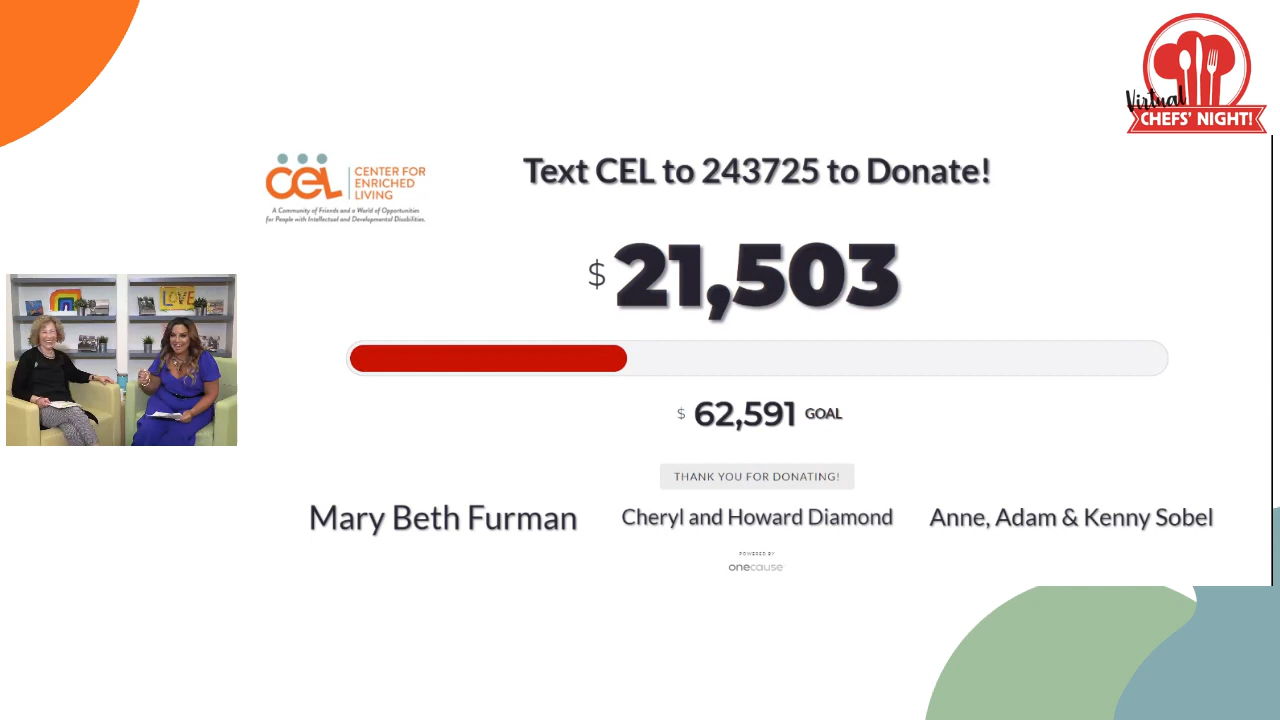 Virtual
CHEFS' NIGHT!
CEL
CENTER FOR
ENRICHED
LIVING
A Community of Friends and a World of Opportunities
for People with Intellectual and Developmental Disabilities.
Text CEL to 243725 to Donate!
$ 21,503
LOVE
$ 62,591 GOAL
THANK YOU FOR DONATING!
Mary Beth Furman
Cheryl and Howard Diamond
Anne, Adam & Kenny Sobel
POWERED BY
onecause